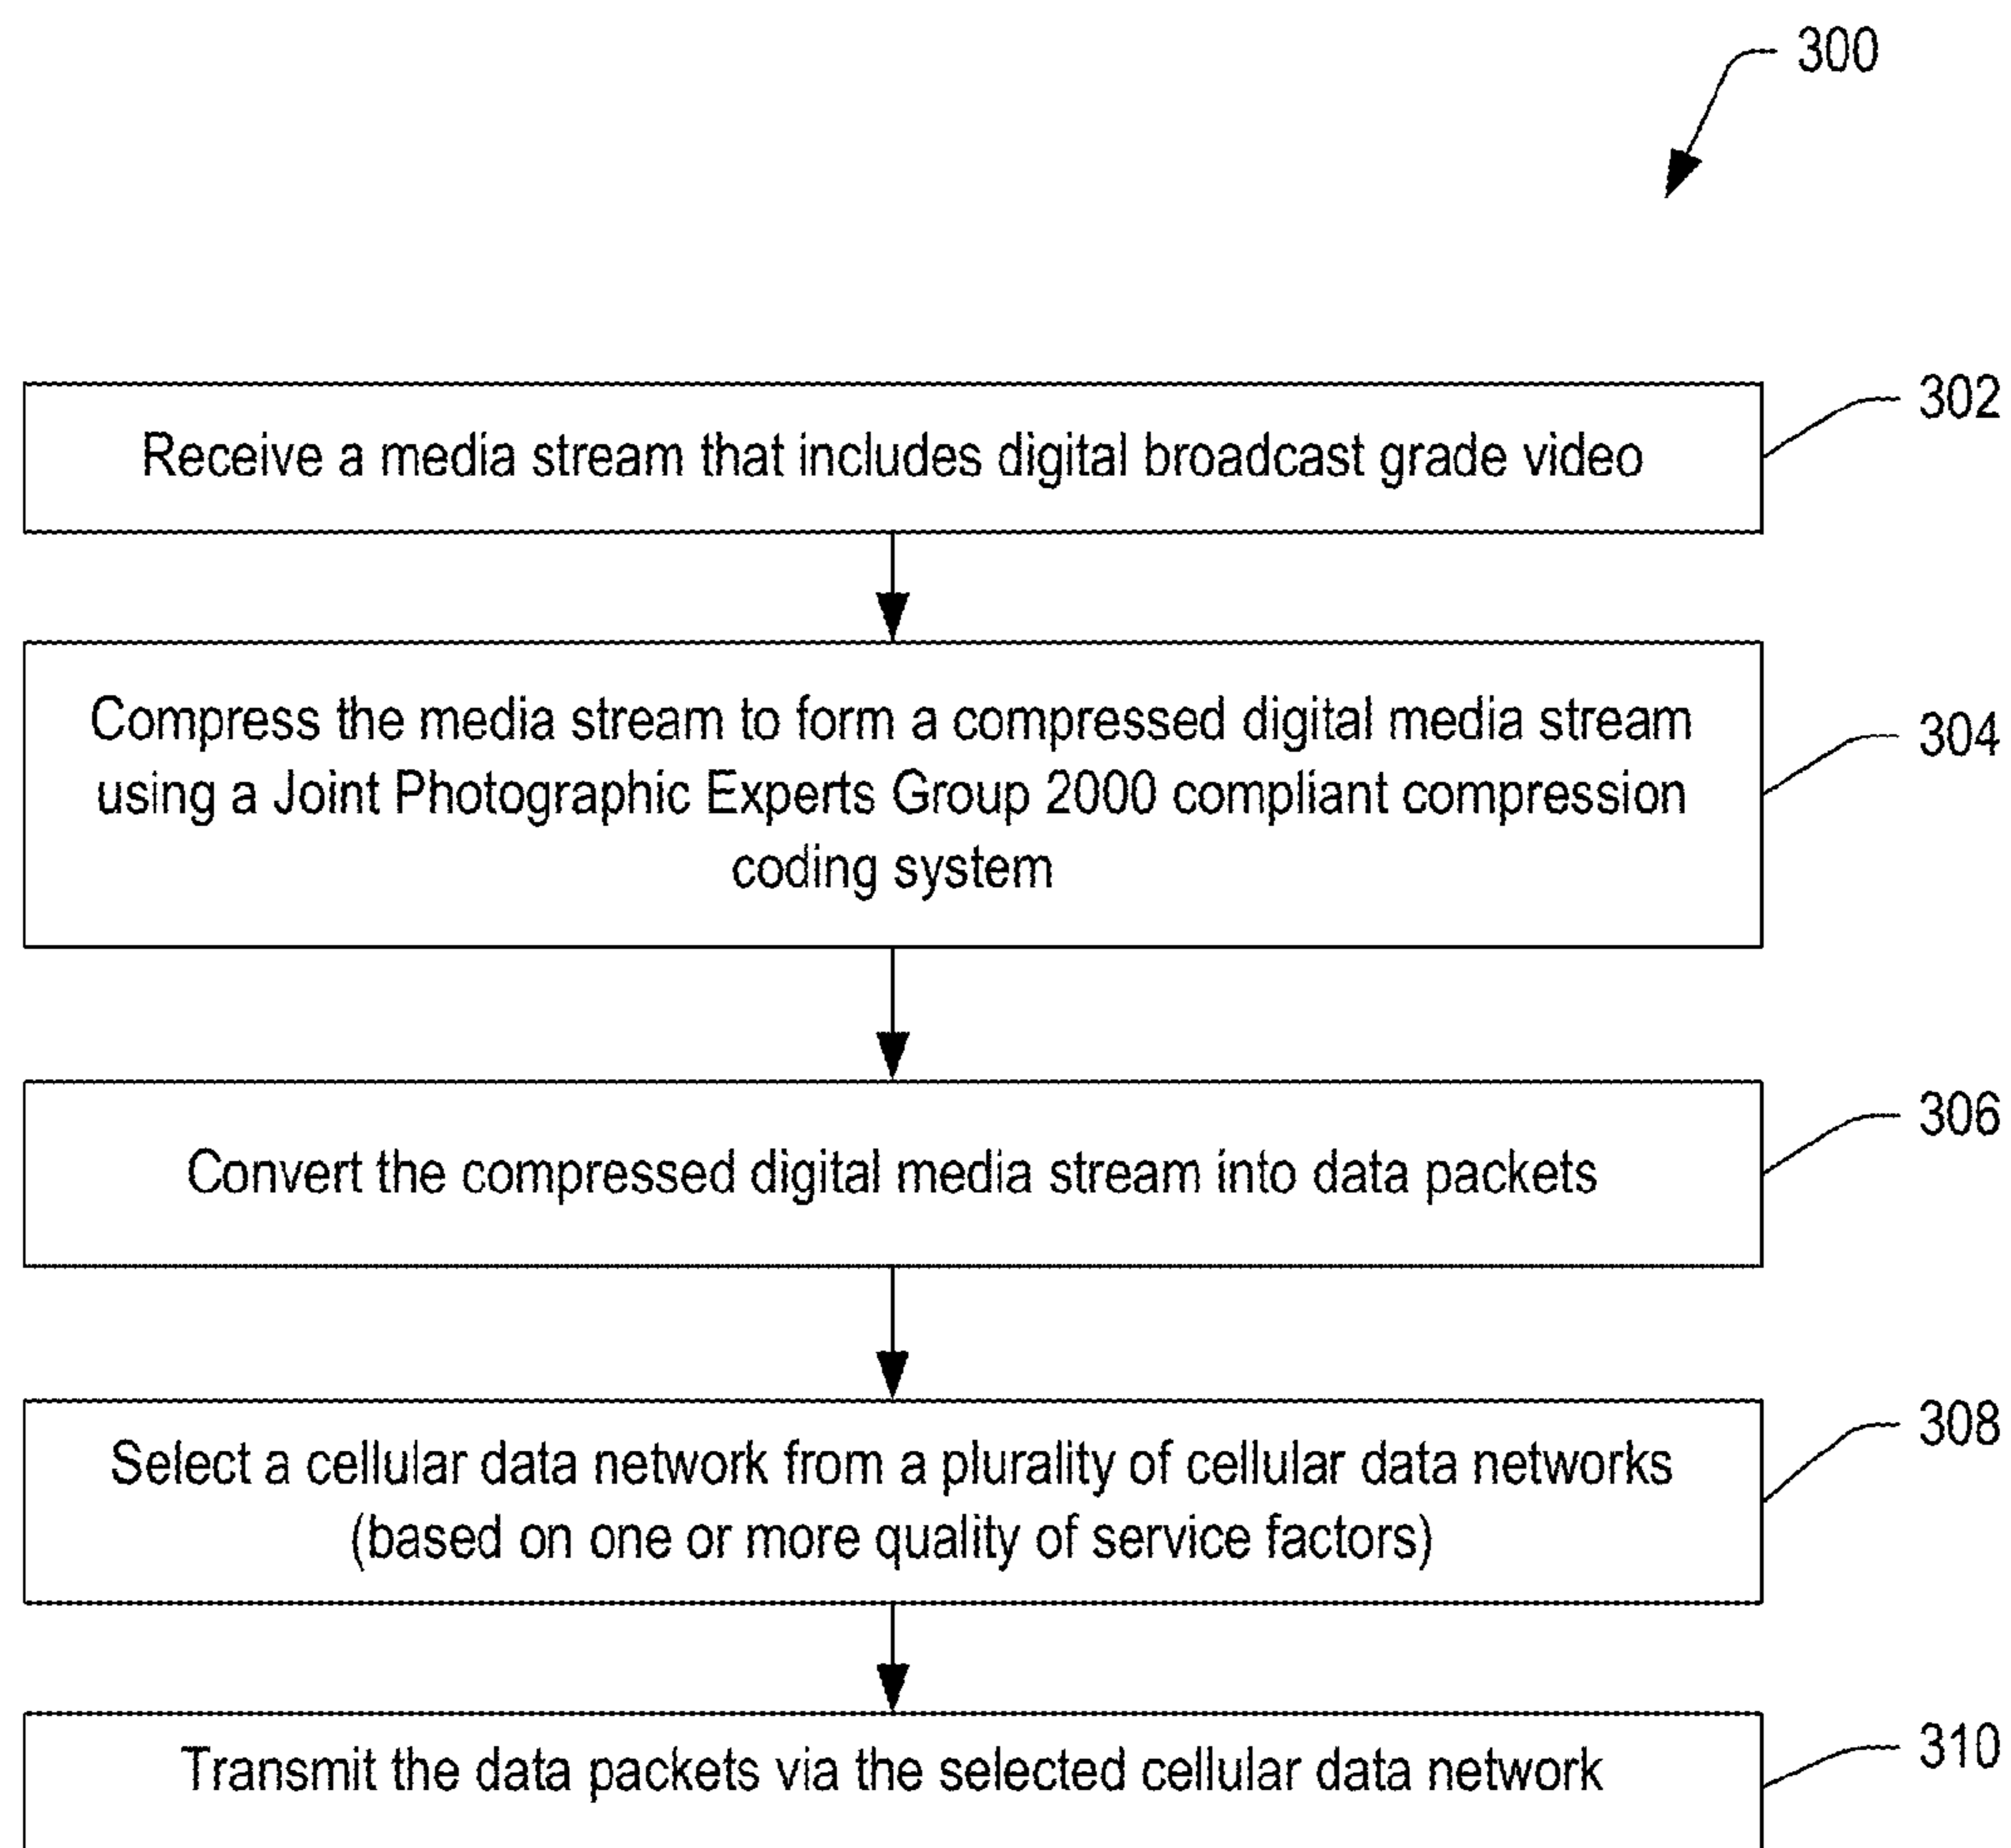 300
302
Receive a media stream that includes digital broadcast grade video
304
Compress the media stream to form a compressed digital media stream
using a Joint Photographic Experts Group 2000 compliant compression
coding system
306
Convert the compressed digital media stream into data packets
308
Select a cellular data network from a plurality of cellular data networks
(based on one or more quality of service factors)
310
Transmit the data packets via the selected cellular data network